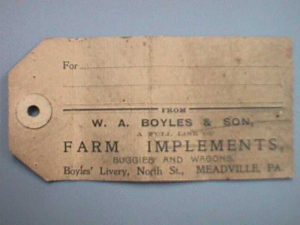 For
FROM
W. A. BOYLES & SON,
A FULL LINE OF
FARM IMPLEMENTS,
BUGGIES AND WAGONS.
Boyles' Livery, North St., MEADVILLE, PA.